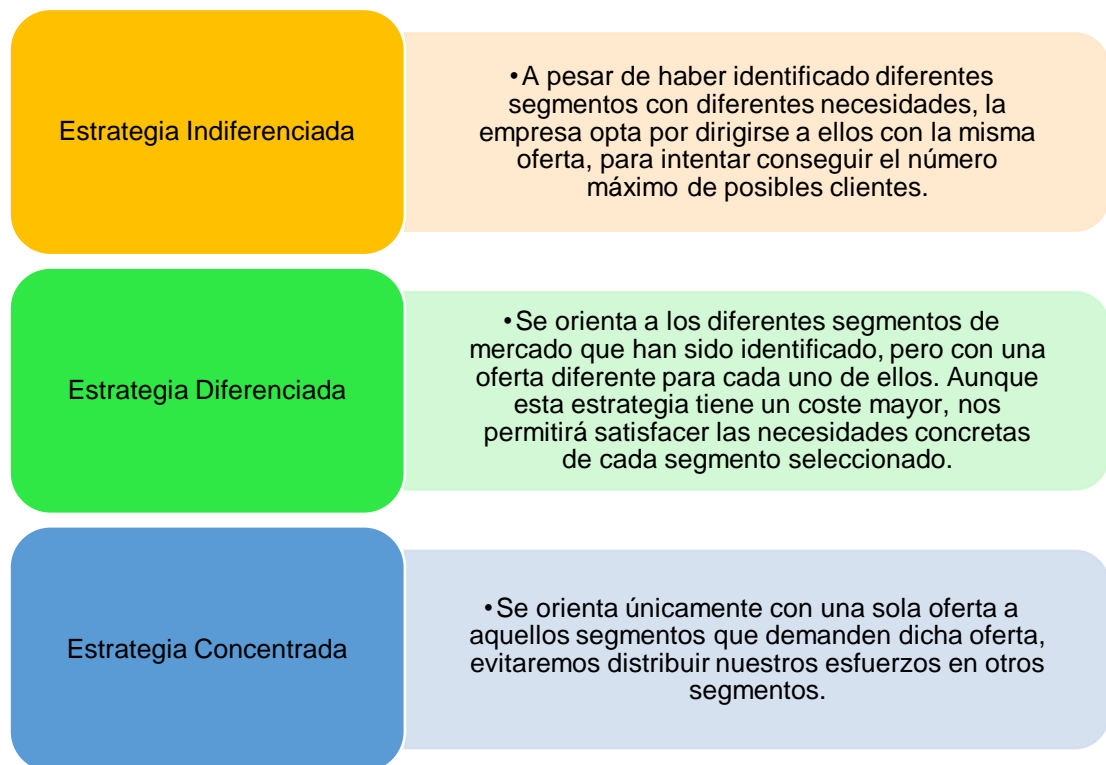 Estrategia Indiferenciada
•A pesar de haber identificado diferentes
segmentos con diferentes necesidades, la
empresa opta por dirigirse a ellos con la misma
oferta, para intentar conseguir el número
máximo de posibles clientes.
Estrategia Diferenciada
•Se orienta a los diferentes segmentos de
mercado que han sido identificado, pero con una
oferta diferente para cada uno de ellos. Aunque
esta estrategia tiene un coste mayor, nos
permitirá satisfacer las necesidades concretas
de cada segmento seleccionado.
Estrategia Concentrada
•Se orienta únicamente con una sola oferta a
aquellos segmentos que demanden dicha oferta,
evitaremos distribuir nuestros esfuerzos en otros
segmentos.